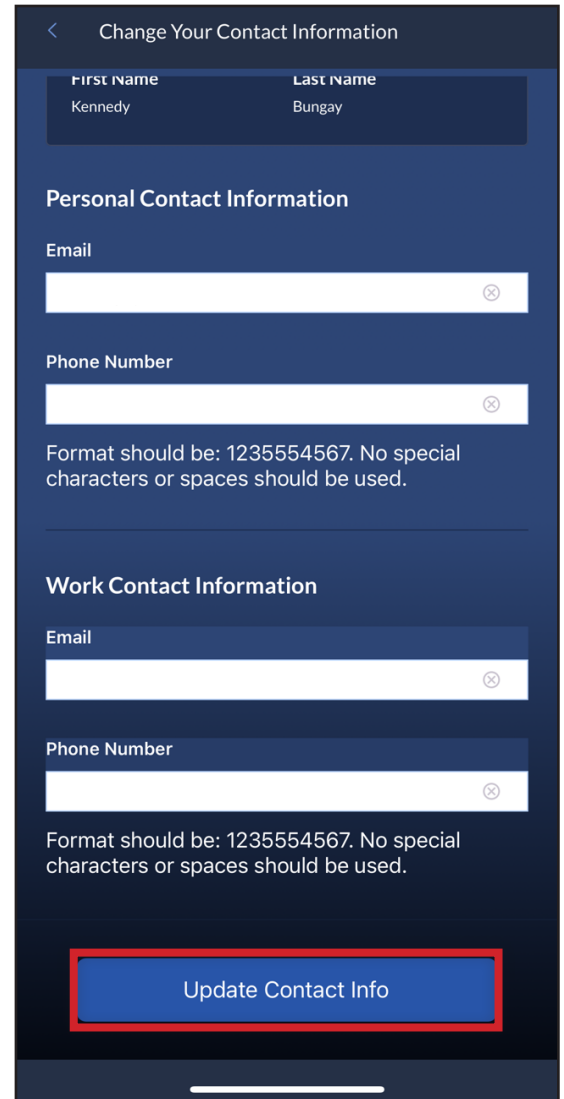 Change Your Contact Information
First Name Last Name
Kennedy Bungay
Personal Contact Information
Email
Phone Number
Format should be: 1235554567. No special
characters or spaces should be used.
Work Contact Information
Email
Phone Number
Format should be: 1235554567. No special
characters or spaces should be used.
Update Contact Info